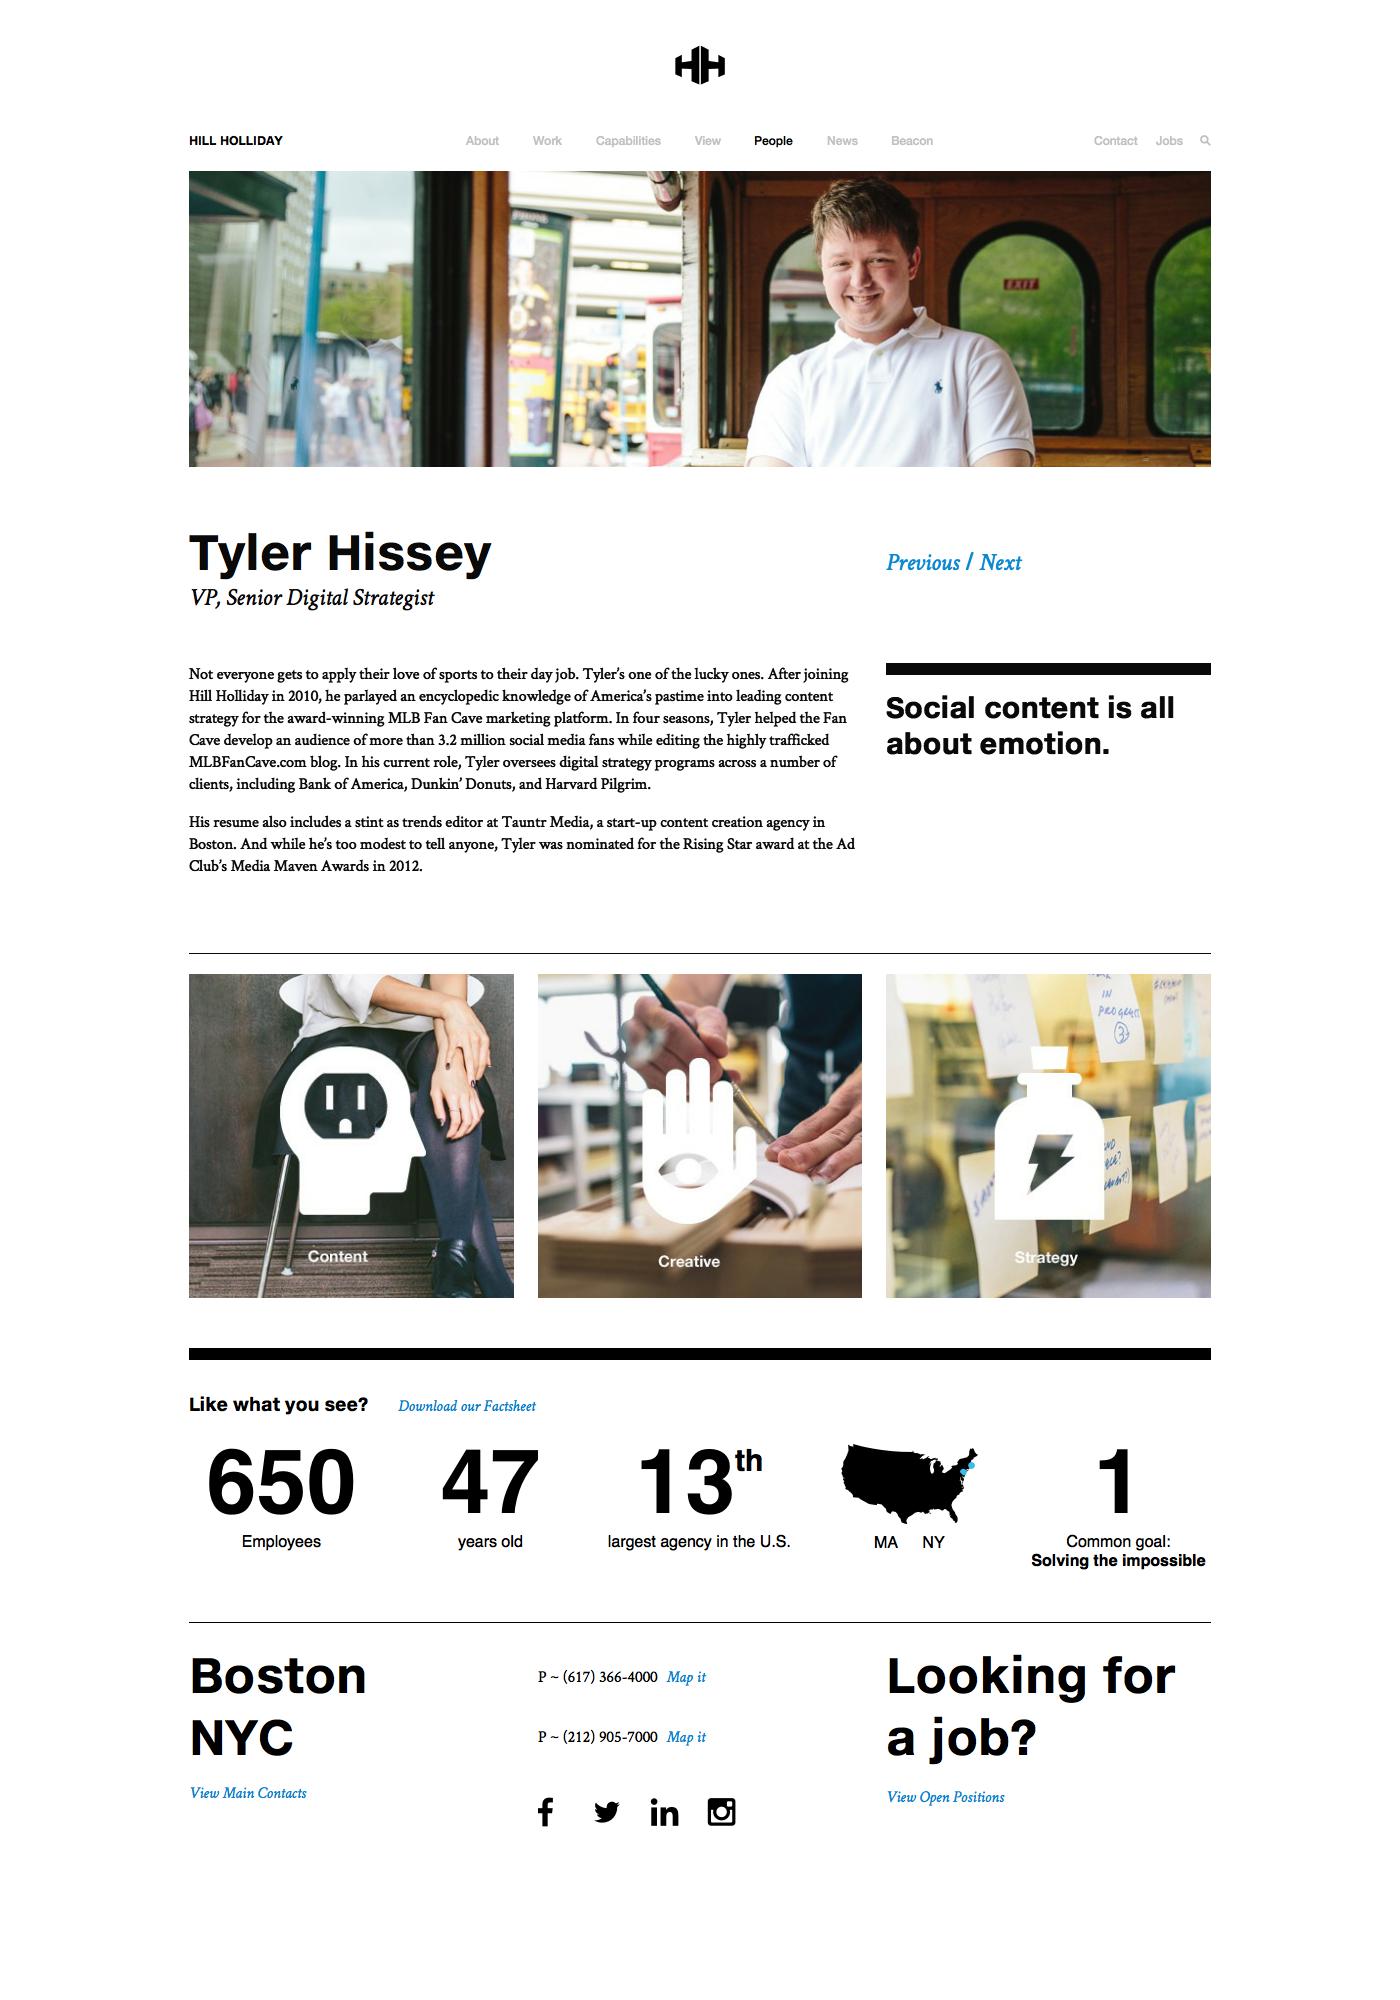 HILL HOLLIDAY About Work Capabilities View People News Beacon Contact Jobs
EXIT
Tyler Hissey
VP, Senior Digital Strategist
Previous / Next
Not everyone gets to apply their love of sports to their day job. Tyler's one of the lucky ones. After joining
Hill Holliday in 2010, he parlayed an encyclopedic knowledge of America's pastime into leading content
strategy for the award-winning MLB Fan Cave marketing platform. In four seasons, Tyler helped the Fan
Cave develop an audience of more than 3.2 million social media fans while editing the highly trafficked
MLBFanCave.com blog. In his current role, Tyler oversees digital strategy programs across a number of
clients, including Bank of America, Dunkin' Donuts, and Harvard Pilgrim.
His resume also includes a stint as trends editor at Tauntr Media, a start-up content creation agency in
Boston. And while he's too modest to tell anyone, Tyler was nominated for the Rising Star award at the Ad
Club's Media Maven Awards in 2012.
Social content is all
about emotion.
Content
Creative
IN
PROGRESS
3
Strategy
Like what you see? Download our Factsheet
650
Employees
47
years old
13th
largest agency in the U.S.
MA NY
1
Common goal:
Solving the impossible
Boston
NYC
View Main Contacts
P ~ (617) 366-4000 Map it
P ~ (212) 905-7000 Map it
Looking for
a job?
View Open Positions